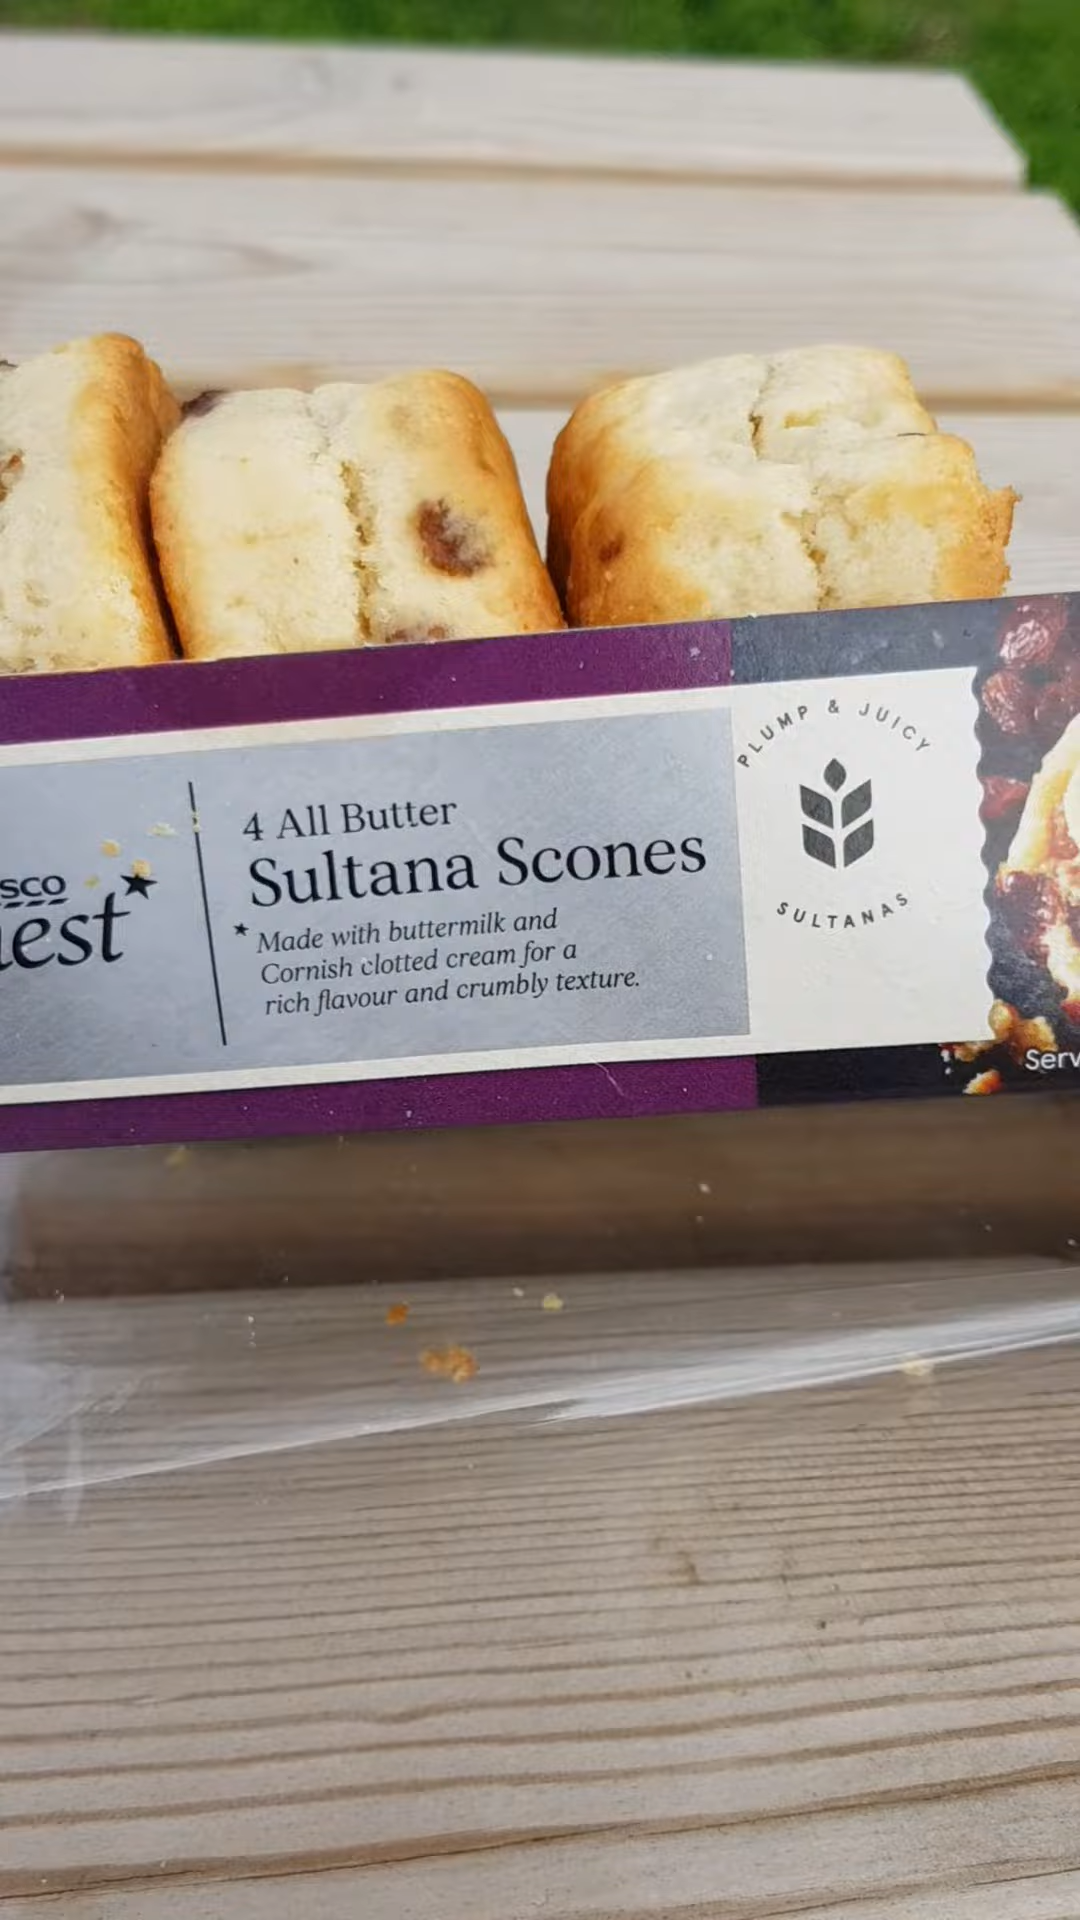 sco
est
4 All Butter
Sultana Scones
Made with buttermilk and
Cornish clotted cream for a
rich flavour and crumbly texture.
PLUMP & JUICY
SULTANAS
Serv